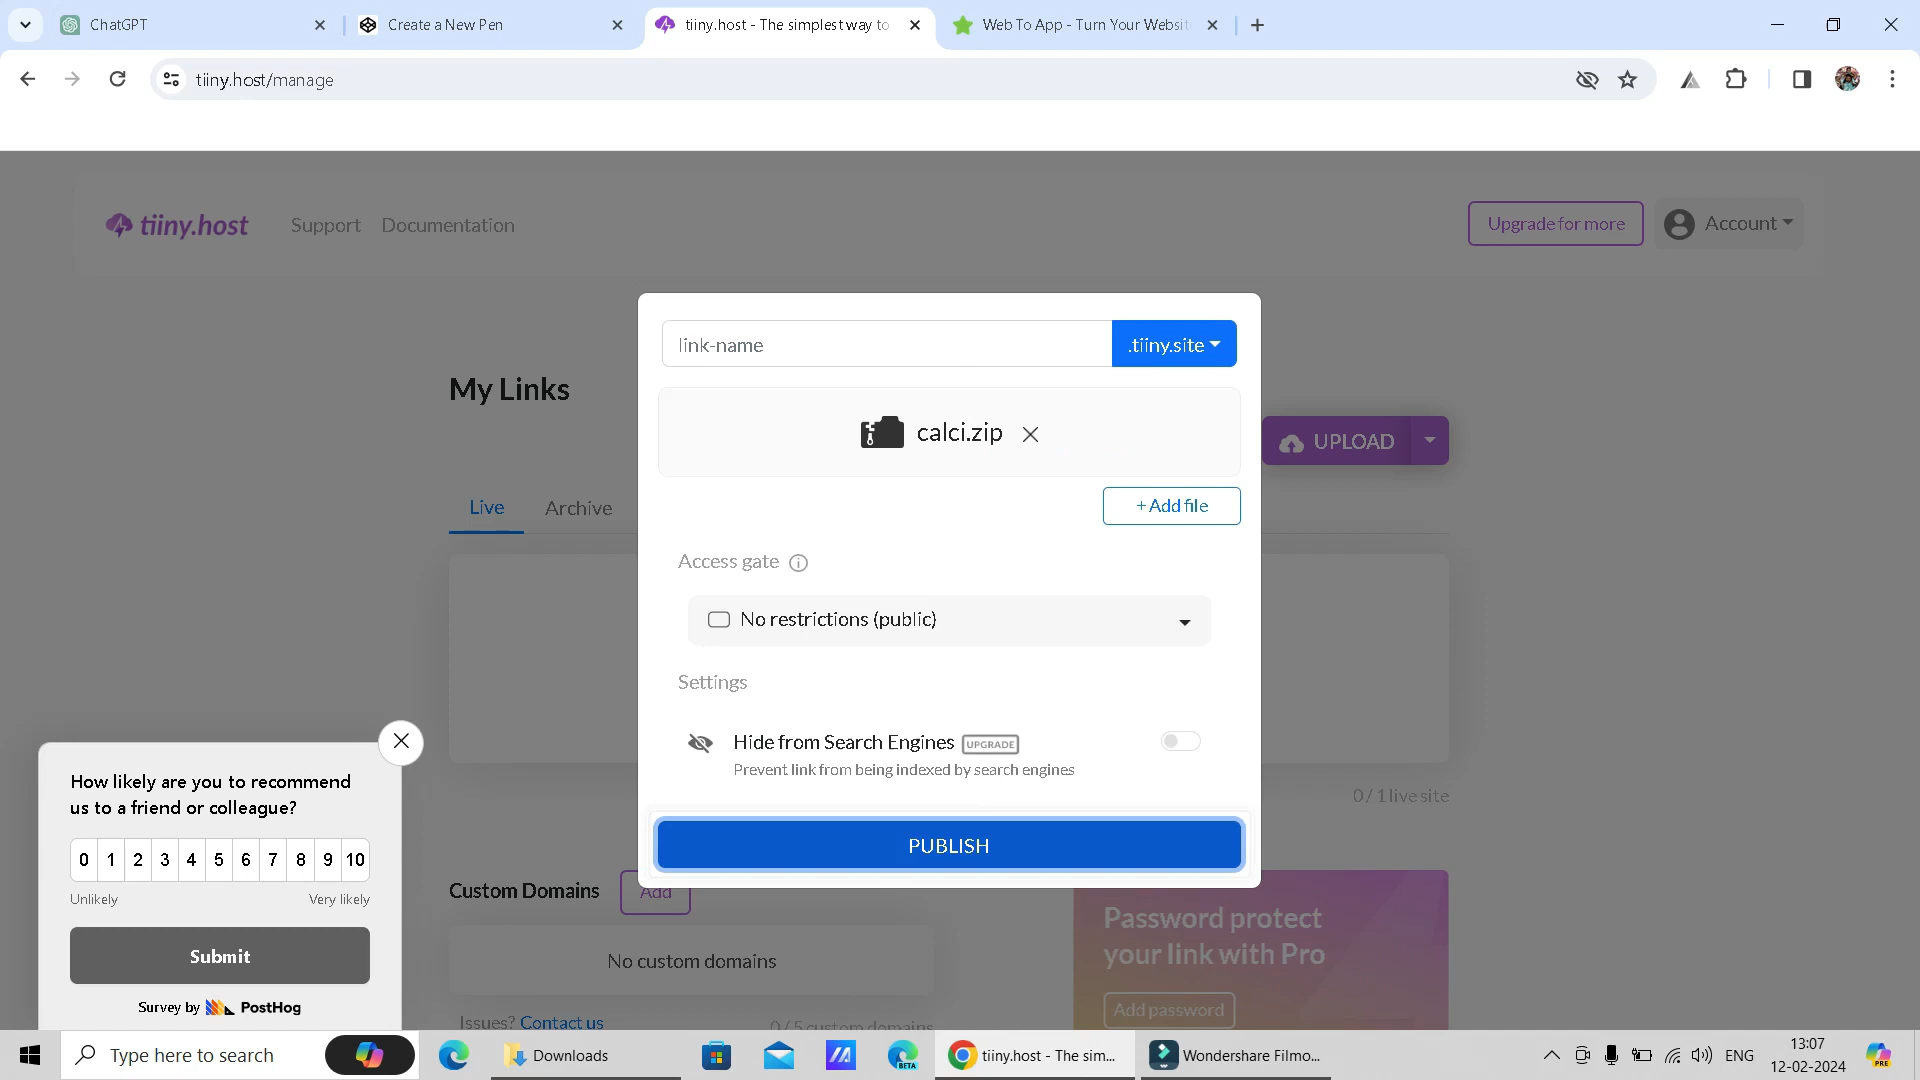 ChatGPT
Create a New Pen
tiiny.host - The simplest way to
Web To App - Turn Your Websit
tiiny.host/manage
tiiny.host
Support
Documentation
Upgrade for more
Account
link-name
.tiiny.site
My Links
calci.zip
UPLOAD
+ Add file
Live
Archive
Access gate
No restrictions (public)
Settings
Hide from Search Engines UPGRADE
Prevent link from being indexed by search engines
0 / 1 live site
PUBLISH
How likely are you to recommend
us to a friend or colleague?
0 1 2 3 4 5 6 7 8 9 10
Unlikely
Very likely
Submit
Survey by PostHog
Custom Domains
Add
No custom domains
Issues? Contact us
0 / 5 custom domains
Password protect
your link with Pro
Add password
Type here to search
Downloads
BETA
tiiny.host - The sim...
Wondershare Filmo...
ENG
13:07
12-02-2024
PRE